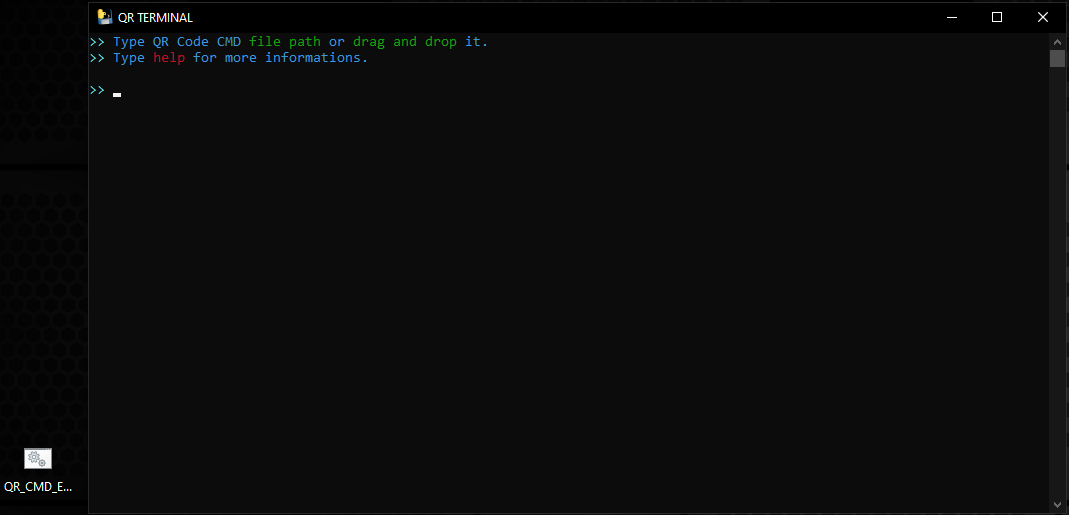 QR TERMINAL
>> Type QR Code CMD file path or drag and drop it.
>> Type help for more informations.
>>
QR_CMD_E...